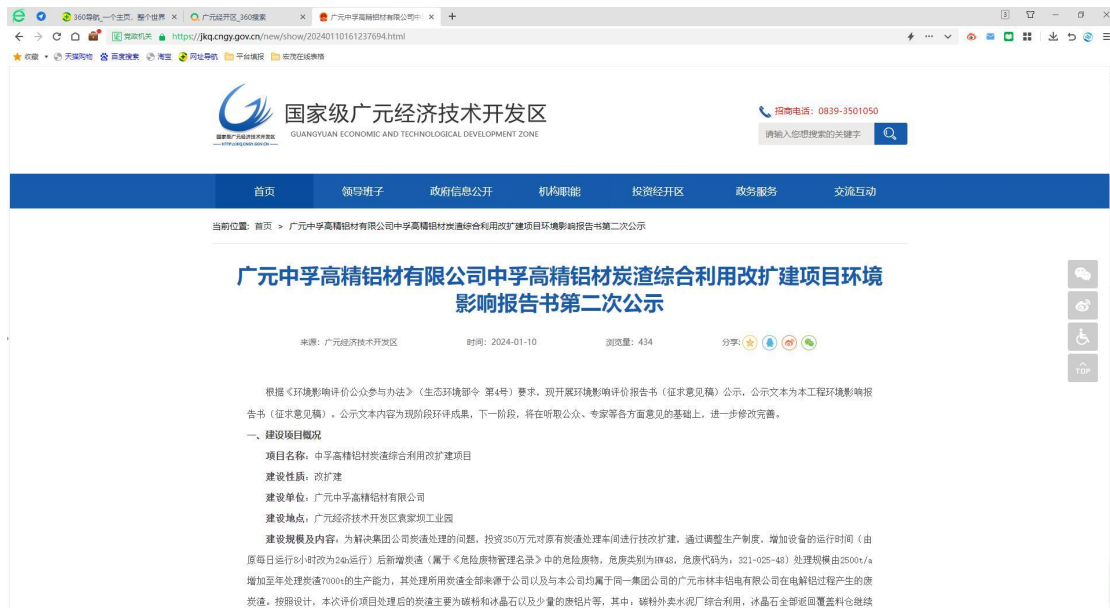 360导航_一个主页，整个世界 × 广元经开区_360搜索 × 广元中孚高精铝材有限公司中 × +
3
党政机关 https://jkq.cngy.gov.cn/new/show/20240110161237694.html
收藏 天猫购物 百度搜索 淘宝 网址导航 平台填报 宏茂在线表格
国家级广元经济技术开发区
GUANGYUAN ECONOMIC AND TECHNOLOGICAL DEVELOPMENT ZONE
国家级广元经济技术开发区
招商电话：0839-3501050
请输入您想搜索的关键字
首页 领导班子 政府信息公开 机构职能 投资经开区 政务服务 交流互动
当前位置：首页 > 广元中孚高精铝材有限公司中孚高精铝材炭渣综合利用改扩建项目环境影响报告书第二次公示
广元中孚高精铝材有限公司中孚高精铝材炭渣综合利用改扩建项目环境
影响报告书第二次公示
来源：广元经济技术开发区 时间：2024-01-10 浏览量：434 分享:
TOP
根据《环境影响评价公众参与办法》（生态环境部令 第4号）要求，现开展环境影响评价报告书（征求意见稿）公示，公示文本为本工程环境影响报
告书（征求意见稿）。公示文本内容为现阶段环评成果，下一阶段，将在听取公众、专家等各方面意见的基础上，进一步修改完善。
一、建设项目概况
项目名称：中孚高精铝材炭渣综合利用改扩建项目
建设性质：改扩建
建设单位：广元中孚高精铝材有限公司
建设地点：广元经济技术开发区袁家坝工业园
建设规模及内容：为解决集团公司炭渣处理的问题，投资350万元对原有炭渣处理车间进行技改扩建，通过调整生产制度，增加设备的运行时间（由
原每日运行8小时改为24h运行）后新增炭渣（属于《危险废物管理名录》中的危险废物，危废类别为HW48，危废代码为：321-025-48）处理规模由2500t/a
增加至年处理炭渣7000t的生产能力，其处理所用炭渣全部来源于公司以及与本公司均属于同一集团公司的广元市林丰铝电有限公司在电解铝过程产生的废
炭渣。按照设计，本次评价项目处理后的炭渣主要为碳粉和冰晶石以及少量的废铝片等，其中：碳粉外卖水泥厂综合利用，冰晶石全部返回覆盖料仓继续